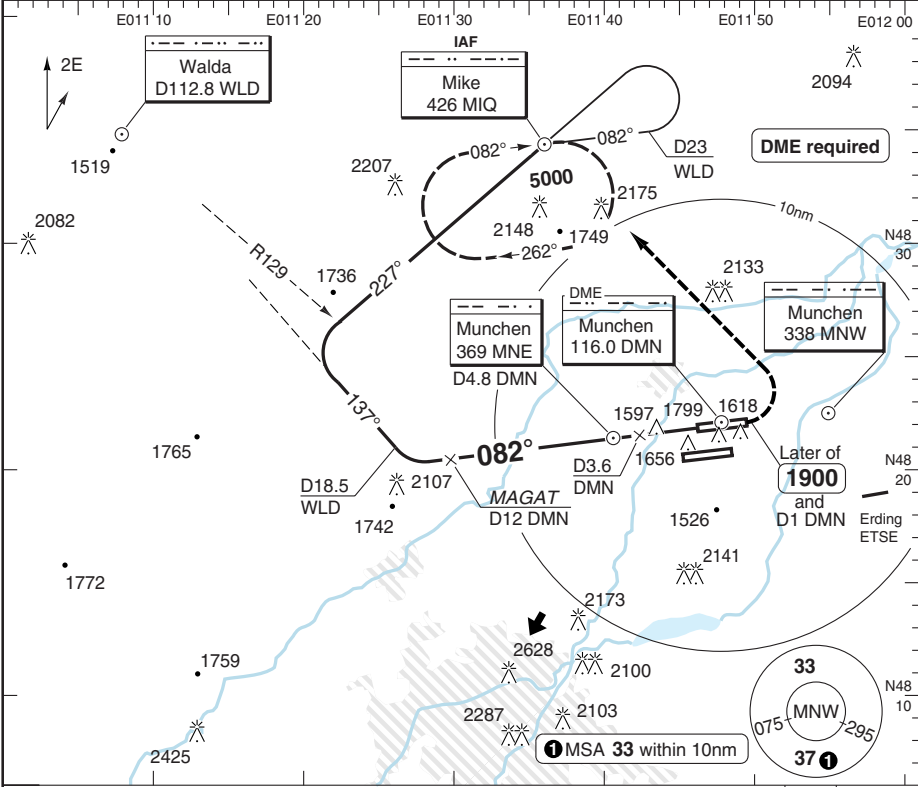 E011 10
E011 20
E011 30
E011 40
E011 50
E012 00
2E
Walda
D112.8 WLD
1519
IAF
Mike
426 MIQ
2094
082°
082°
D23
WLD
DME required
2207
5000
2175
2148
1749
262°
10nm
N48
30
2082
R129
1736
227°
2133
Munchen
369 MNE
D4.8 DMN
DME
Munchen
116.0 DMN
Munchen
338 MNW
137°
1597
1799
1618
1765
082°
1656
D3.6
DMN
Later of
1900
and
D1 DMN
N48
20
D18.5
WLD
2107
1742
MAGAT
D12 DMN
1526
Erding
ETSE
2141
1772
2173
1759
2628
2100
33
MNW
075
295
37 1
N48
10
2287
2103
2425
1 MSA 33 within 10nm